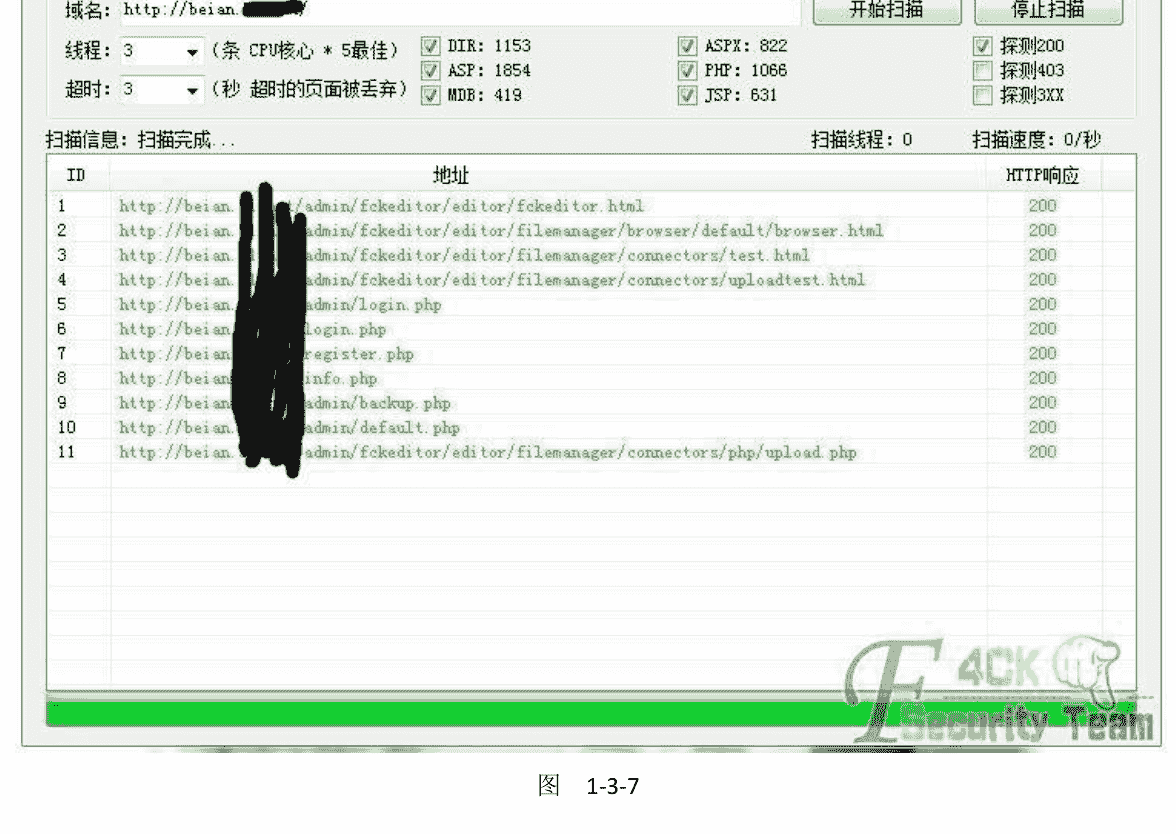 域名: http://beian. 开始扫描 停止扫描
线程: 3 (条 CPU核心 * 5最佳) DIR: 1153 ASPX: 822 探测200
ASP: 1854 PHP: 1066 探测403
超时: 3 (秒 超时的页面被丢弃) MDB: 419 JSP: 631 探测3XX
扫描信息: 扫描完成... 扫描线程: 0 扫描速度: 0/秒
ID 地址 HTTP响应
1 http://beian. /admin/fckeditor/editor/fckeditor.html 200
2 http://beian. admin/fckeditor/editor/filemanager/browser/default/browser.html 200
3 http://beian. admin/fckeditor/editor/filemanager/connectors/test.html 200
4 http://beian. admin/fckeditor/editor/filemanager/connectors/uploadtest.html 200
5 http://beian. admin/login.php 200
6 http://beian. login.php 200
7 http://beian. register.php 200
8 http://beian info.php 200
9 http://beian admin/backup.php 200
10 http://beian. admin/default.php 200
11 http://beian. admin/fckeditor/editor/filemanager/connectors/php/upload.php 200
F4CK
Security Team
图 1-3-7